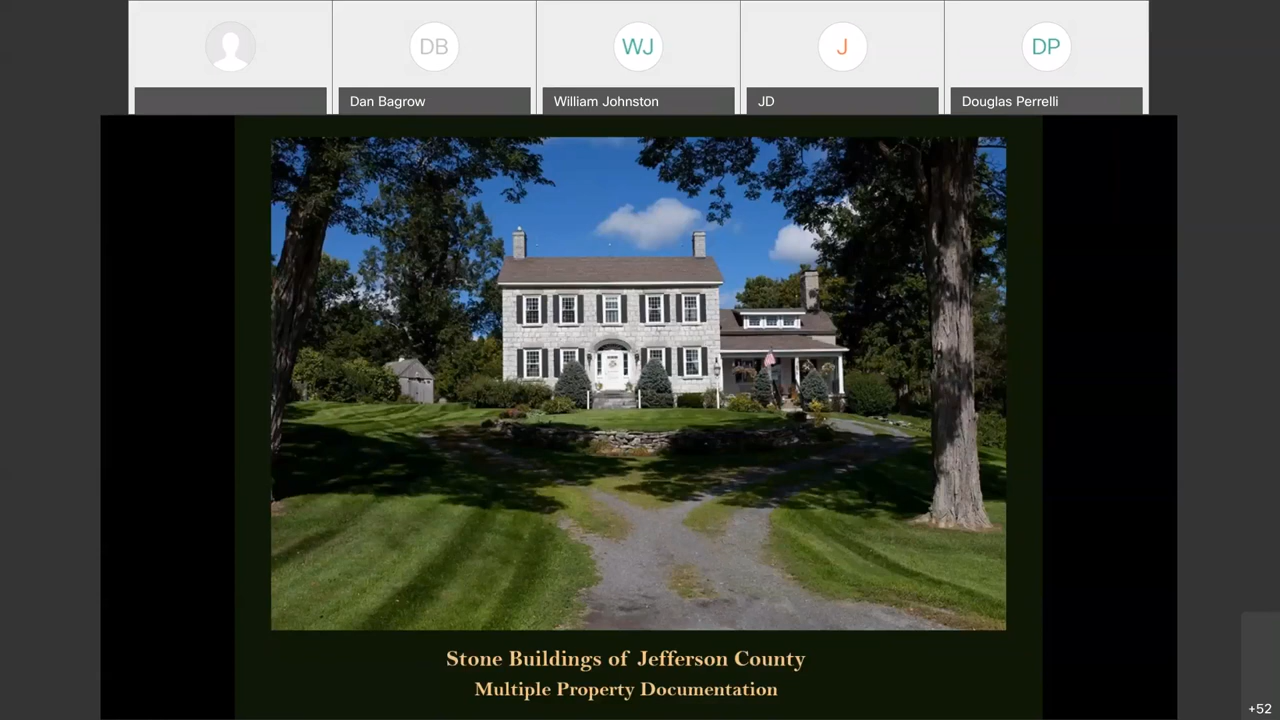 DB
WJ
J
DP
Dan Bagrow
William Johnston
JD
Douglas Perrelli
Stone Buildings of Jefferson County
Multiple Property Documentation
+52